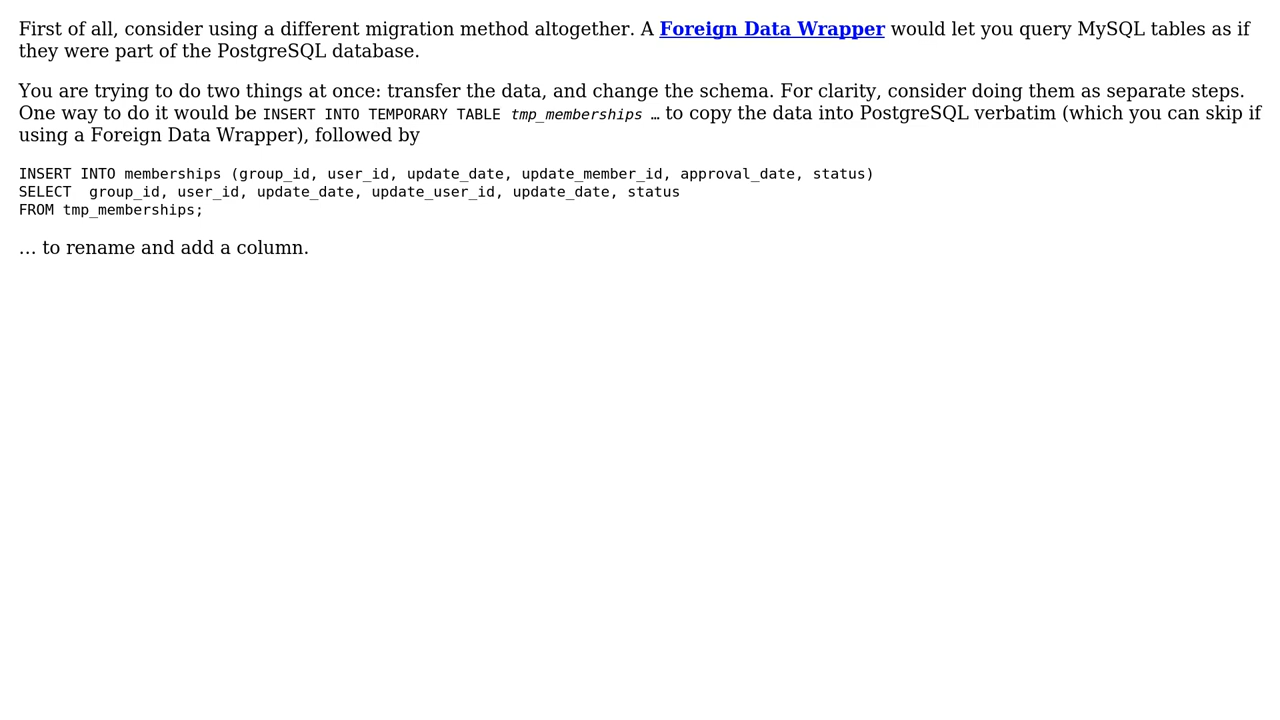 First of all, consider using a different migration method altogether. A Foreign Data Wrapper would let you query MySQL tables as if
they were part of the PostgreSQL database.
You are trying to do two things at once: transfer the data, and change the schema. For clarity, consider doing them as separate steps.
One way to do it would be INSERT INTO TEMPORARY TABLE tmp_memberships … to copy the data into PostgreSQL verbatim (which you can skip if
using a Foreign Data Wrapper), followed by
INSERT INTO memberships (group_id, user_id, update_date, update_member_id, approval_date, status)
SELECT  group_id, user_id, update_date, update_user_id, update_date, status
FROM tmp_memberships;
… to rename and add a column.